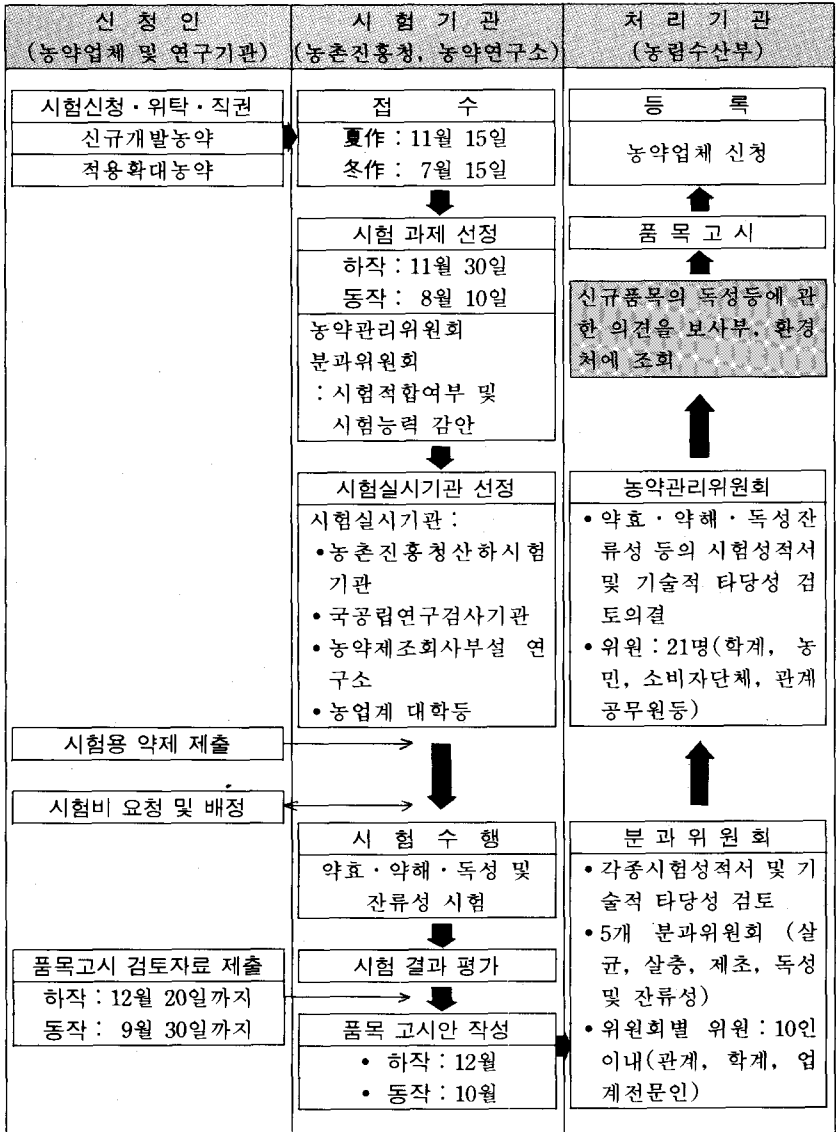 신 청 인
(농약업체 및 연구기관)
시험신청·위탁·직권
신규개발농약
적용확대농약
시험용 약제 제출
시험비 요청 및 배정
품목고시 검토자료 제출
하작 : 12월 20일까지
동작 : 9월 30일까지
시 험 기 관
(농촌진흥청, 농약연구소)
접 수
夏作 : 11월 15일
冬作 : 7월 15일
시험 과제 선정
하작 : 11월 30일
동작 : 8월 10일
농약관리위원회
분과위원회
: 시험적합여부 및
시험능력 감안
시험실시기관 선정
시험실시기관 :
•농촌진흥청산하시험
기관
•국공립연구검사기관
•농약제조회사부설 연
구소
•농업계 대학등
시 험 수 행
약효·약해·독성 및
잔류성 시험
시험 결과 평가
품목 고시안 작성
• 하작 : 12월
• 동작 : 10월
처 리 기 관
(농림수산부)
등 록
농약업체 신청
품 목 고 시
신규품목의 독성등에 관
한 의견을 보사부, 환경
처에 조회
농약관리위원회
•약효·약해·독성잔
류성 등의 시험성적서
및 기술적 타당성 검
토의결
•위원 : 21명(학계, 농
민, 소비자단체, 관계
공무원등)
분 과 위 원 회
•각종시험성적서 및 기
술적 타당성 검토
•5개 분과위원회 (살
균, 살충, 제초, 독성
및 잔류성)
•위원회별 위원 : 10인
이내(관계, 학계, 업
계전문인)